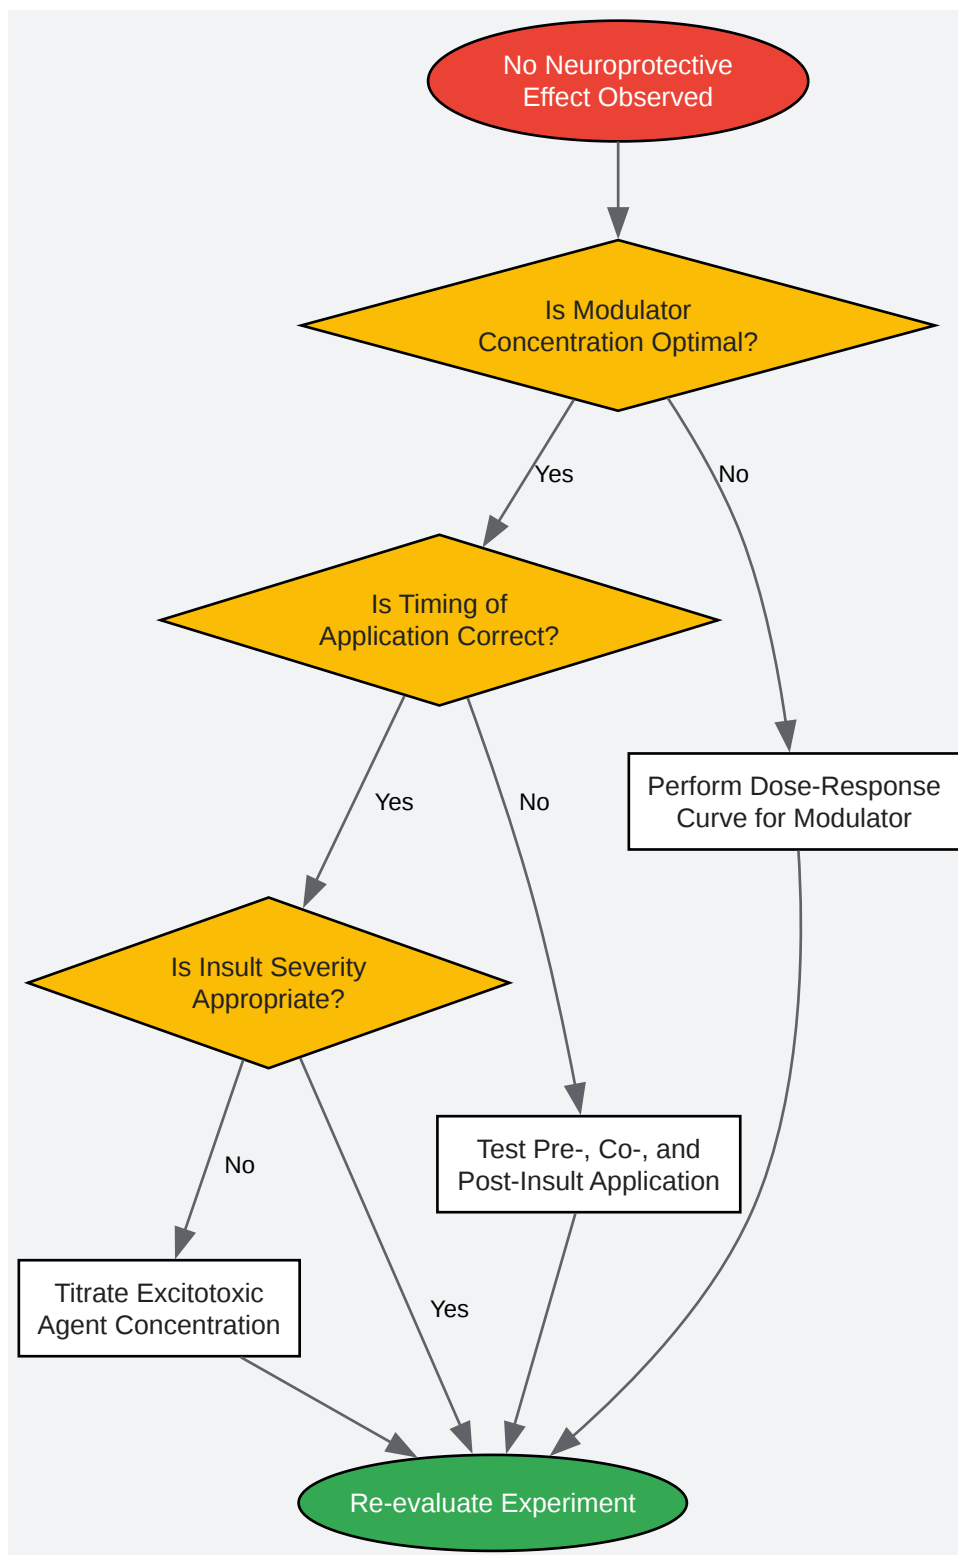 No Neuroprotective
Effect Observed
Is Modulator
Concentration Optimal?
Yes
No
Is Timing of
Application Correct?
Perform Dose-Response
Curve for Modulator
Yes
No
Is Insult Severity
Appropriate?
Test Pre-, Co-, and
Post-Insult Application
No
Titrate Excitotoxic
Agent Concentration
Yes
Re-evaluate Experiment